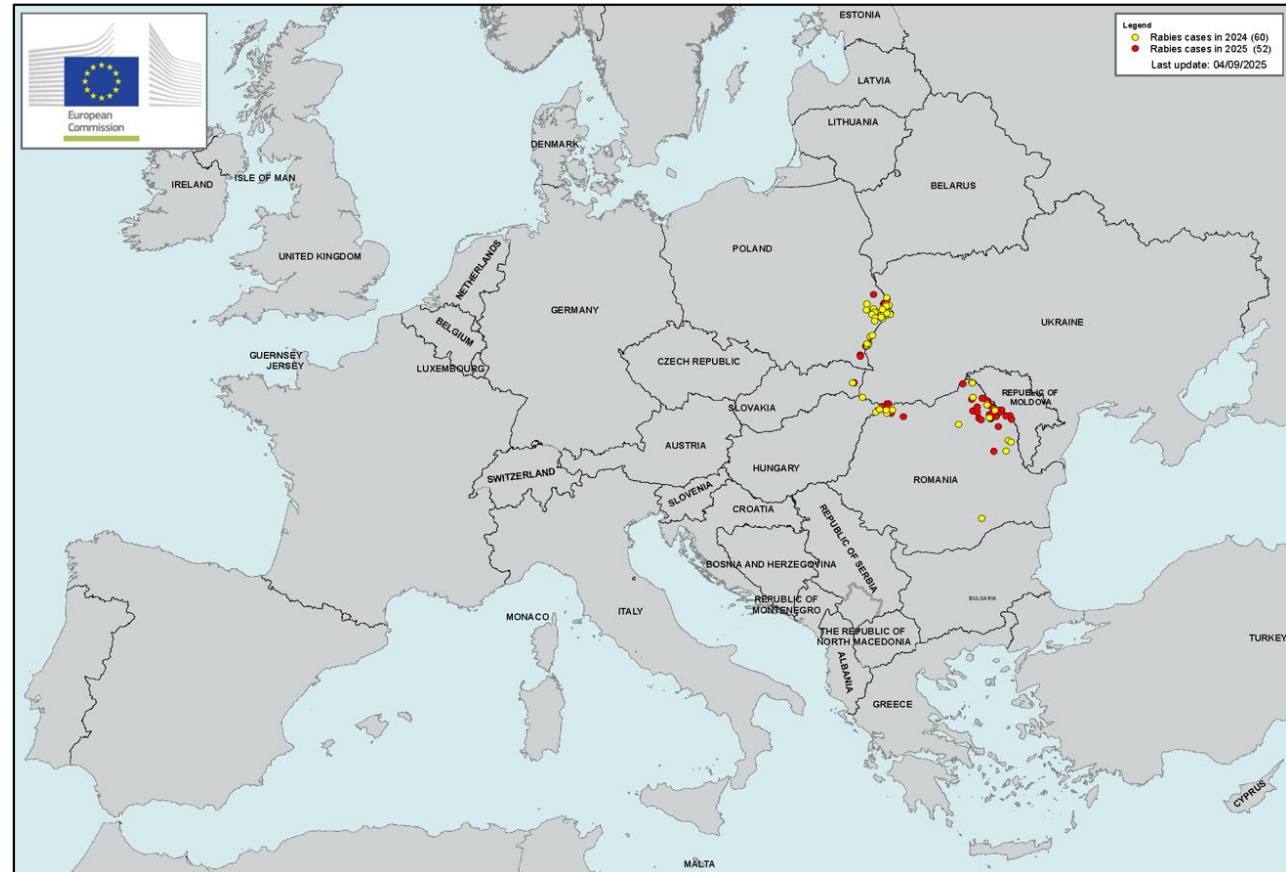 European
Commission
Legend
Rabies cases in 2024 (60)
Rabies cases in 2025 (52)
Last update: 04/09/2025
ESTONIA
LATVIA
LITHUANIA
DENMARK
IRELAND
ISLE OF MAN
BELARUS
POLAND
UNITED KINGDOM
NETHERLANDS
GERMANY
UKRAINE
BELGIUM
GUERNSEY
JERSEY
LUXEMBOURG
CZECH REPUBLIC
REPUBLIC OF
MOLDOVA
SLOVAKIA
AUSTRIA
HUNGARY
SWITZERLAND
ROMANIA
SLOVENIA
CROATIA
REPUBLIC OF SERBIA
BOSNIA AND HERZEGOVINA
BULGARIA
REPUBLIC OF
MONTENEGRO
ITALY
MONACO
THE REPUBLIC OF
NORTH MACEDONIA
TURKEY
ALBANIA
GREECE
CYPRUS
MALTA